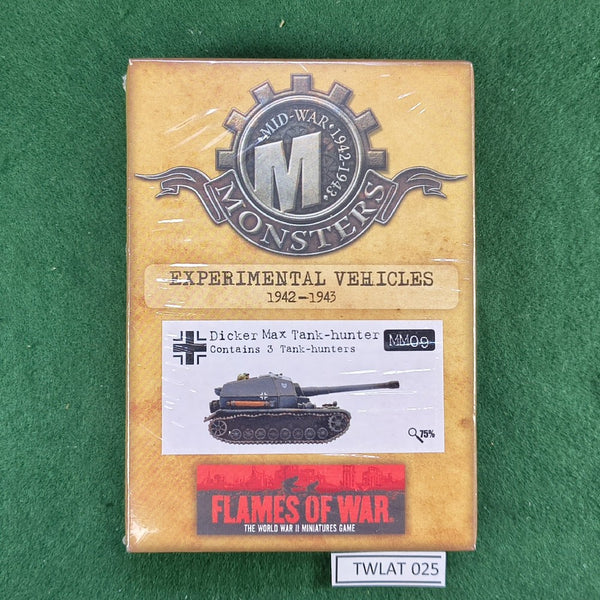 MID-WAR • 1942-1943 •
M
MONSTERS
EXPERIMENTAL VEHICLES
1942—1943
Dicker Max Tank-hunter
Contains 3 Tank-hunters
MM09
75%
FLAMES OF WAR
THE WORLD WAR II MINIATURES GAME
TWLAT 025